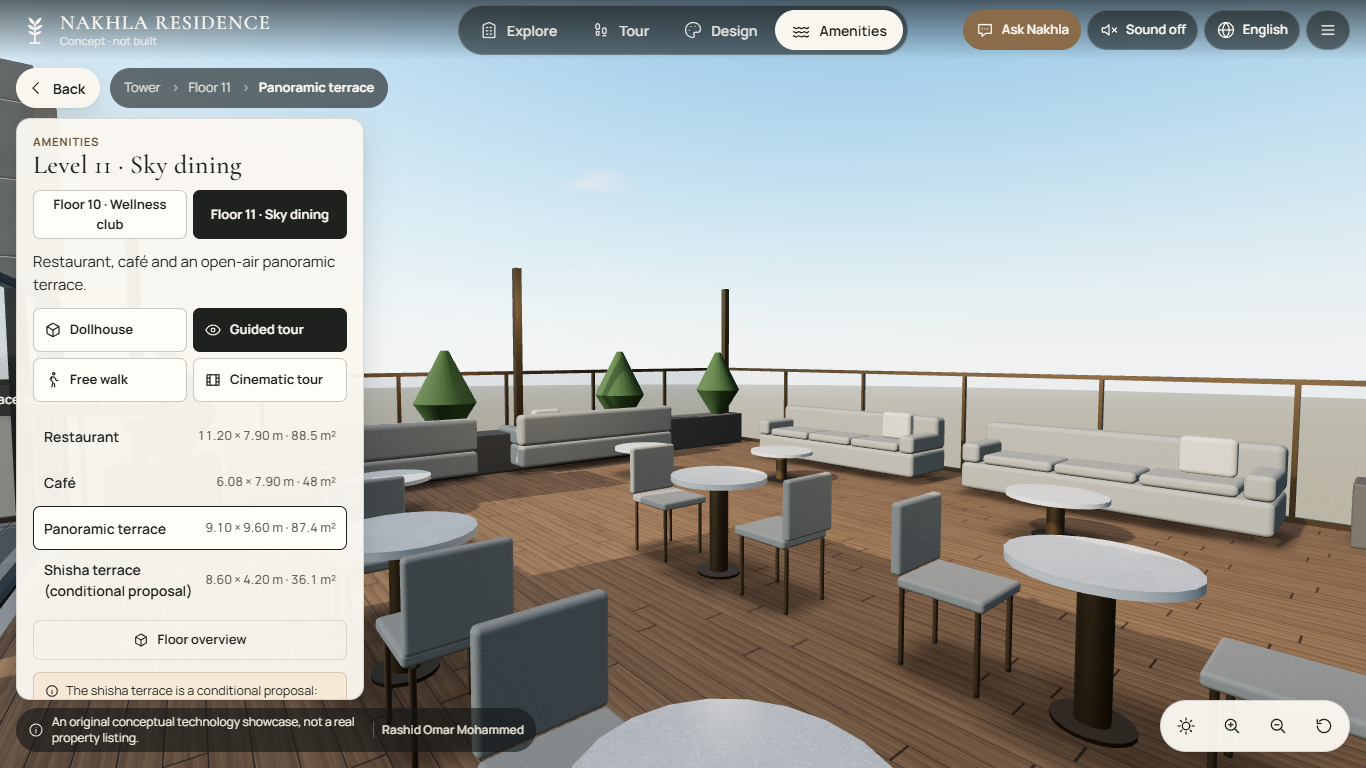 NAKHLA RESIDENCE
Concept · not built
Explore
Tour
Design
Amenities
Ask Nakhla
Sound off
English
Back
Tower › Floor 11 › Panoramic terrace
AMENITIES
Level 11 · Sky dining
Floor 10 · Wellness
club
Floor 11 · Sky dining
Restaurant, café and an open-air panoramic
terrace.
Dollhouse
Guided tour
Free walk
Cinematic tour
Restaurant 11.20 × 7.90 m · 88.5 m²
Café 6.08 × 7.90 m · 48 m²
Panoramic terrace 9.10 × 9.60 m · 87.4 m²
Shisha terrace
(conditional proposal) 8.60 × 4.20 m · 36.1 m²
Floor overview
The shisha terrace is a conditional proposal:
An original conceptual technology showcase, not a real
property listing.
Rashid Omar Mohammed